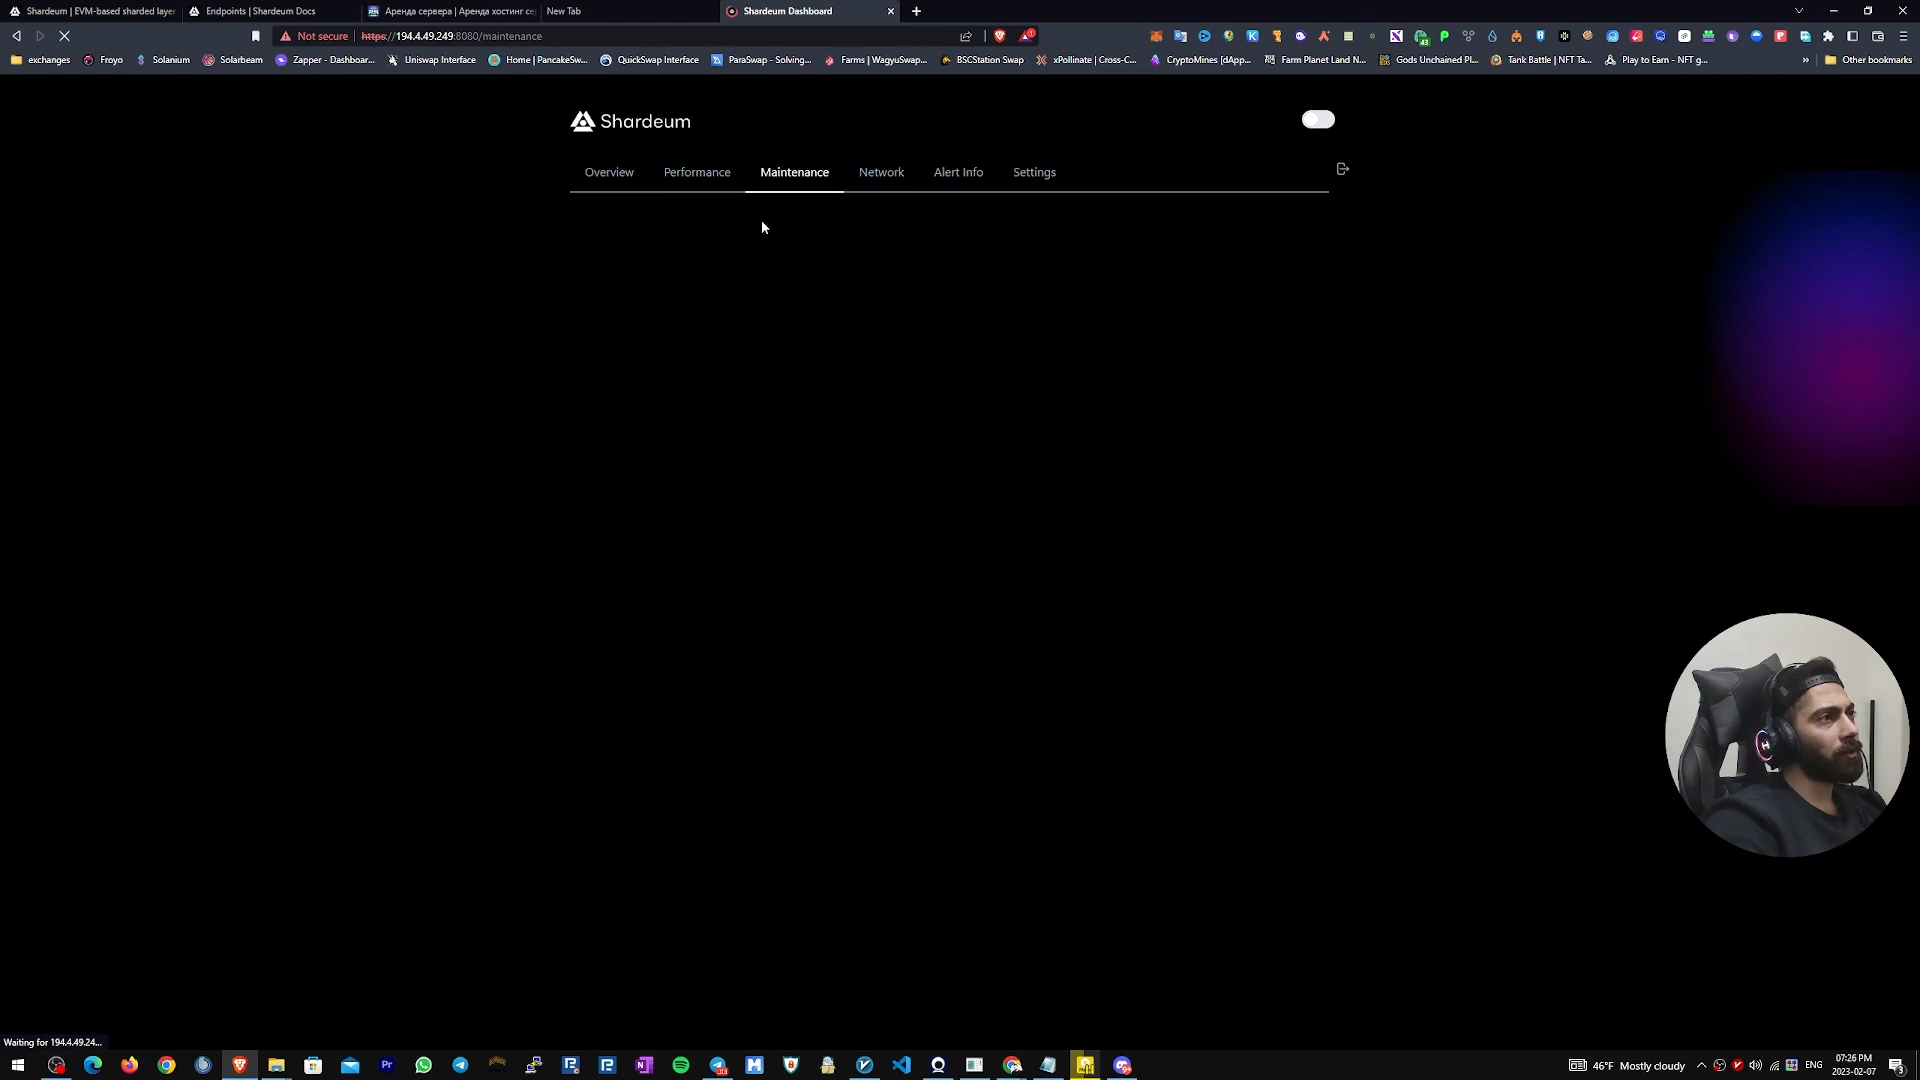 Shardeum | EVM-based sharded layer
Endpoints | Shardeum Docs
Аренда сервера | Аренда хостинг се
New Tab
Shardeum Dashboard
Not secure
https://194.4.49.249:8080/maintenance
exchanges
Froyo
Solanium
Solarbeam
Zapper - Dashboar...
Uniswap Interface
Home | PancakeSw...
QuickSwap Interface
ParaSwap - Solving...
Farms | WagyuSwap...
BSCStation Swap
xPollinate | Cross-C...
CryptoMines [dApp...
Farm Planet Land N...
Gods Unchained Pl...
Tank Battle | NFT Ta...
Play to Earn - NFT g...
»
Other bookmarks
Shardeum
Overview
Performance
Maintenance
Network
Alert Info
Settings
Waiting for 194.4.49.24...
46°F Mostly cloudy
ENG
07:26 PM
2023-02-07